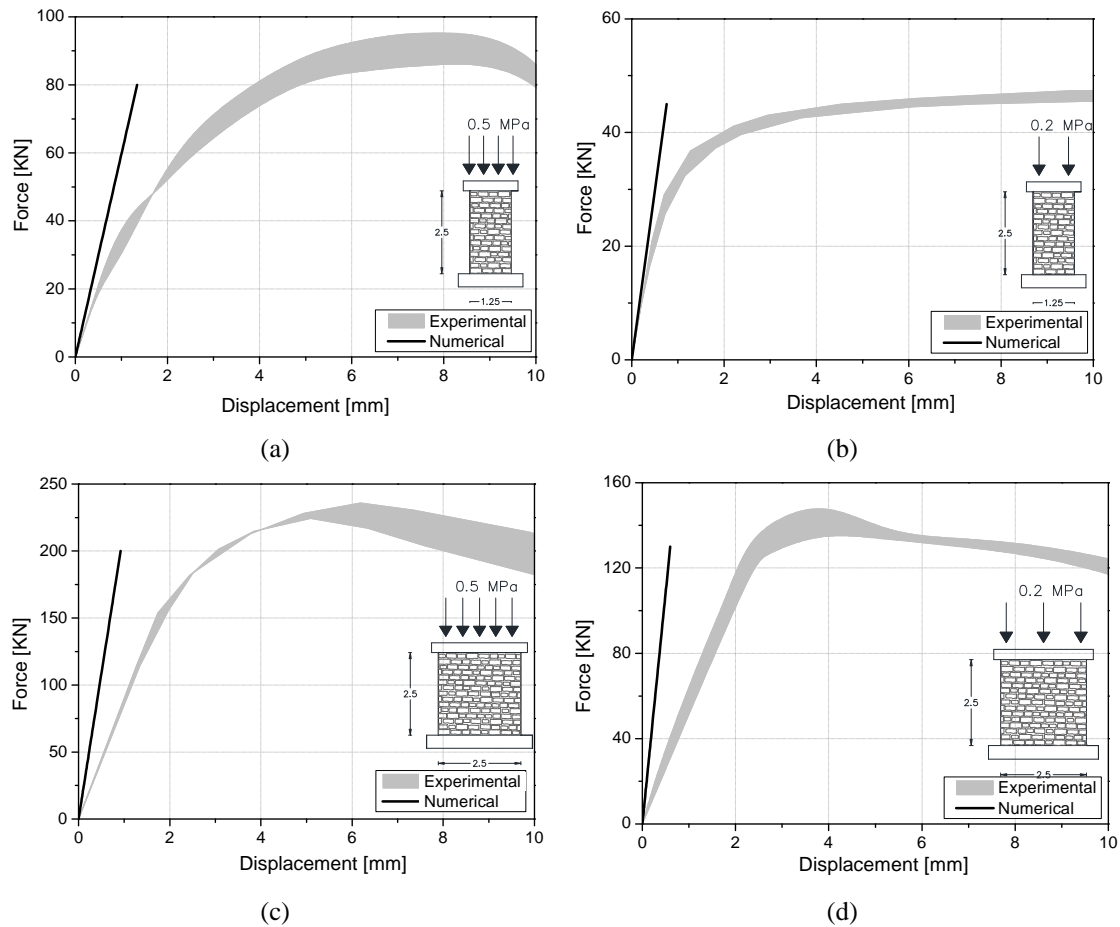 100
80
60
40
20
0
0 2 4 6 8 10
Force [KN]
Displacement [mm]
0.5 MPa
2.5
1.25
Experimental
Numerical
(a)
60
40
20
0
0 2 4 6 8 10
Force [KN]
Displacement [mm]
0.2 MPa
2.5
1.25
Experimental
Numerical
(b)
250
200
150
100
50
0
0 2 4 6 8 10
Force [KN]
Displacement [mm]
0.5 MPa
2.5
2.5
Experimental
Numerical
(c)
160
120
80
40
0
0 2 4 6 8 10
Force [KN]
Displacement [mm]
0.2 MPa
2.5
2.5
Experimental
Numerical
(d)